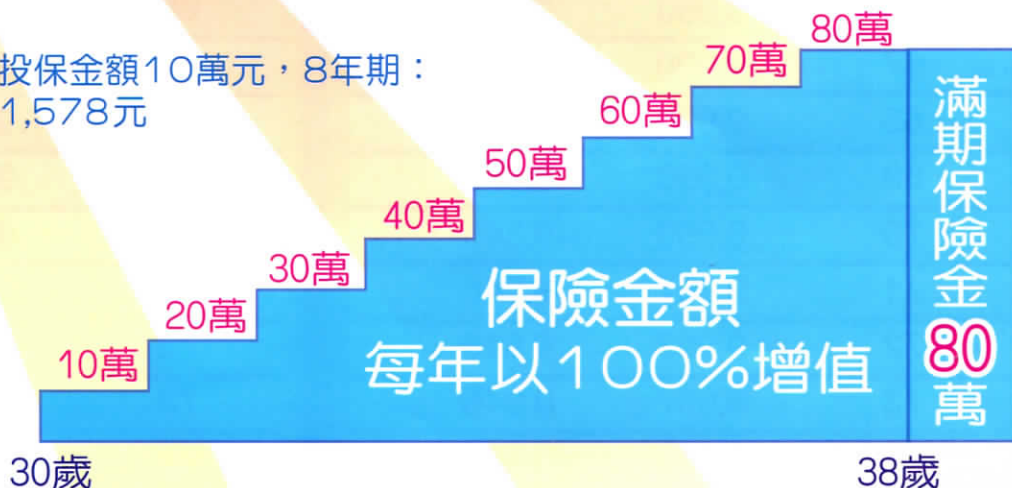 投保金額10萬元，8年期：
1,578元
80萬
70萬
60萬
50萬
40萬
30萬
20萬
10萬
保險金額
每年以100%增值
滿期保險金80萬
30歲
38歲